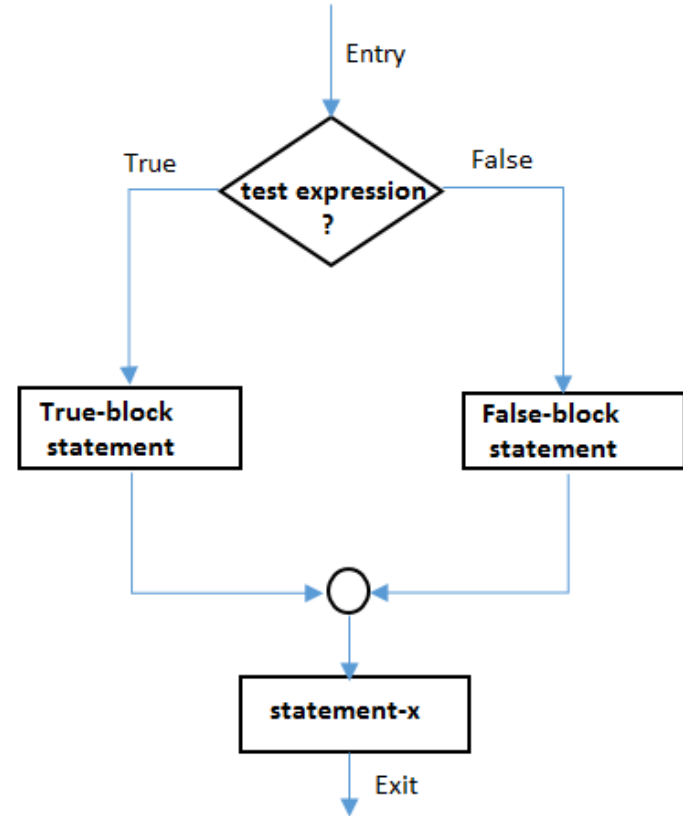 Entry
True
False
test expression
?
True-block
statement
False-block
statement
statement-x
Exit